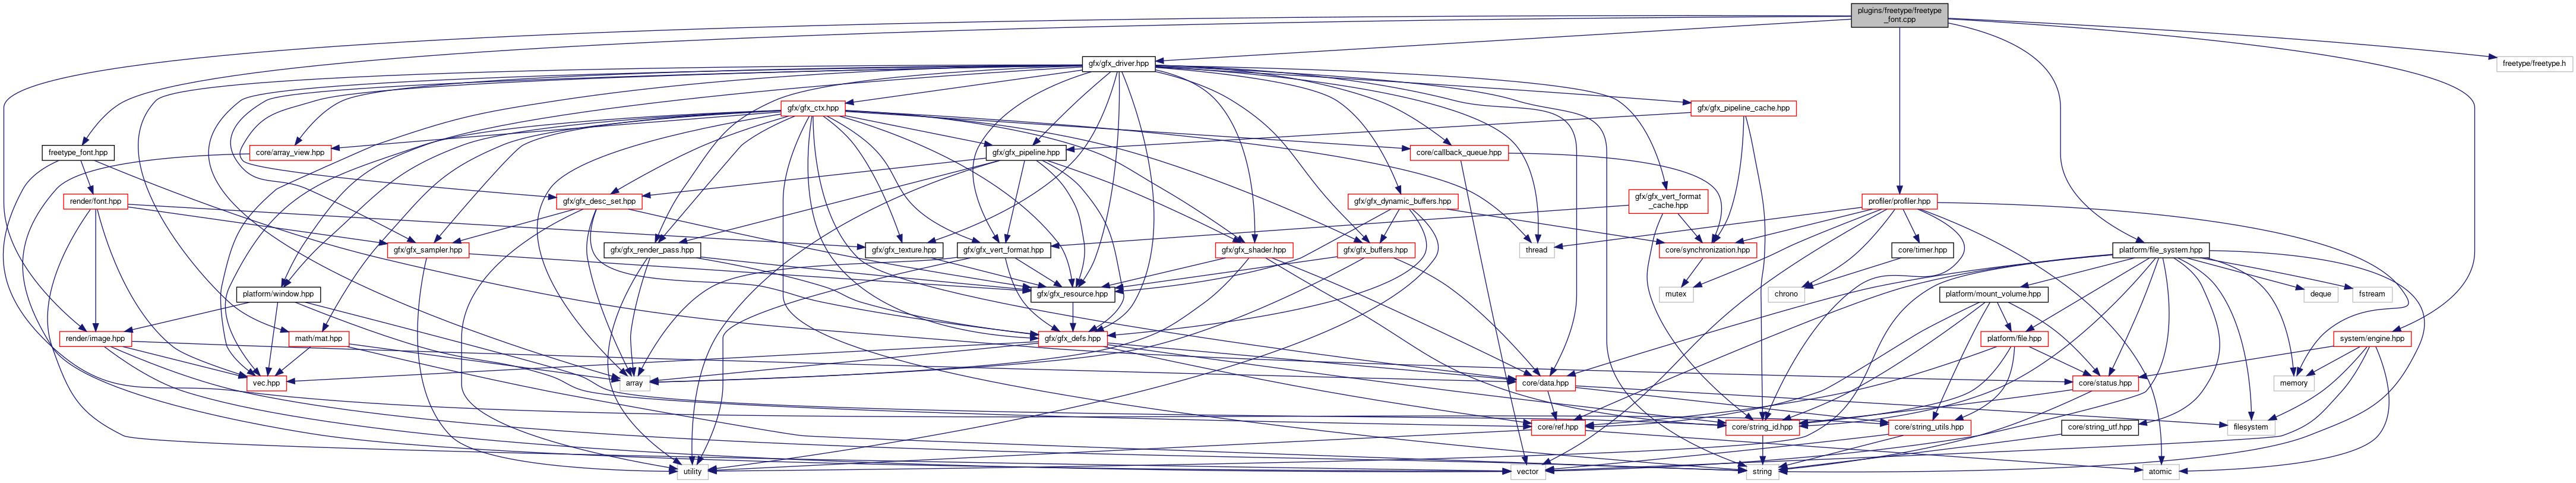 plugins/freetype/freetype
_font.cpp
gfx/gfx_driver.hpp
freetype/freetype.h
gfx/gfx_ctx.hpp
gfx/gfx_pipeline_cache.hpp
freetype_font.hpp
core/array_view.hpp
gfx/gfx_pipeline.hpp
core/callback_queue.hpp
render/font.hpp
gfx/gfx_desc_set.hpp
gfx/gfx_dynamic_buffers.hpp
gfx/gfx_vert_format
_cache.hpp
profiler/profiler.hpp
gfx/gfx_sampler.hpp
gfx/gfx_render_pass.hpp
gfx/gfx_texture.hpp
gfx/gfx_vert_format.hpp
gfx/gfx_shader.hpp
gfx/gfx_buffers.hpp
thread
core/synchronization.hpp
core/timer.hpp
platform/file_system.hpp
platform/window.hpp
gfx/gfx_resource.hpp
mutex
chrono
platform/mount_volume.hpp
deque
fstream
render/image.hpp
math/mat.hpp
gfx/gfx_defs.hpp
platform/file.hpp
system/engine.hpp
vec.hpp
array
core/data.hpp
core/status.hpp
memory
core/ref.hpp
core/string_id.hpp
core/string_utils.hpp
core/string_utf.hpp
filesystem
utility
vector
string
atomic